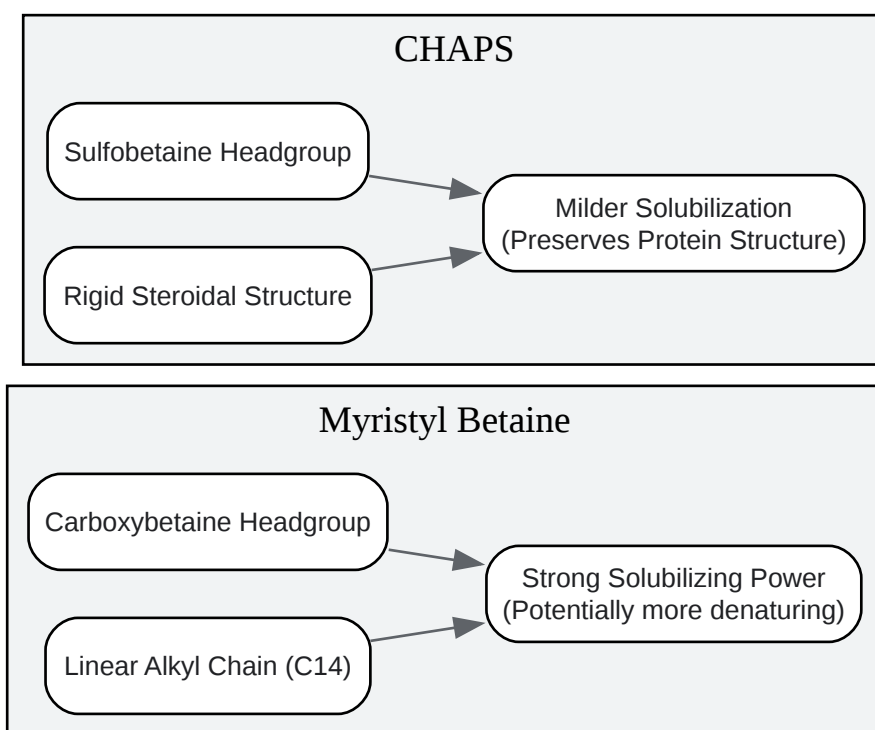 CHAPS
Sulfobetaine Headgroup
Rigid Steroidal Structure
Milder Solubilization
(Preserves Protein Structure)
Myristyl Betaine
Carboxybetaine Headgroup
Linear Alkyl Chain (C14)
Strong Solubilizing Power
(Potentially more denaturing)